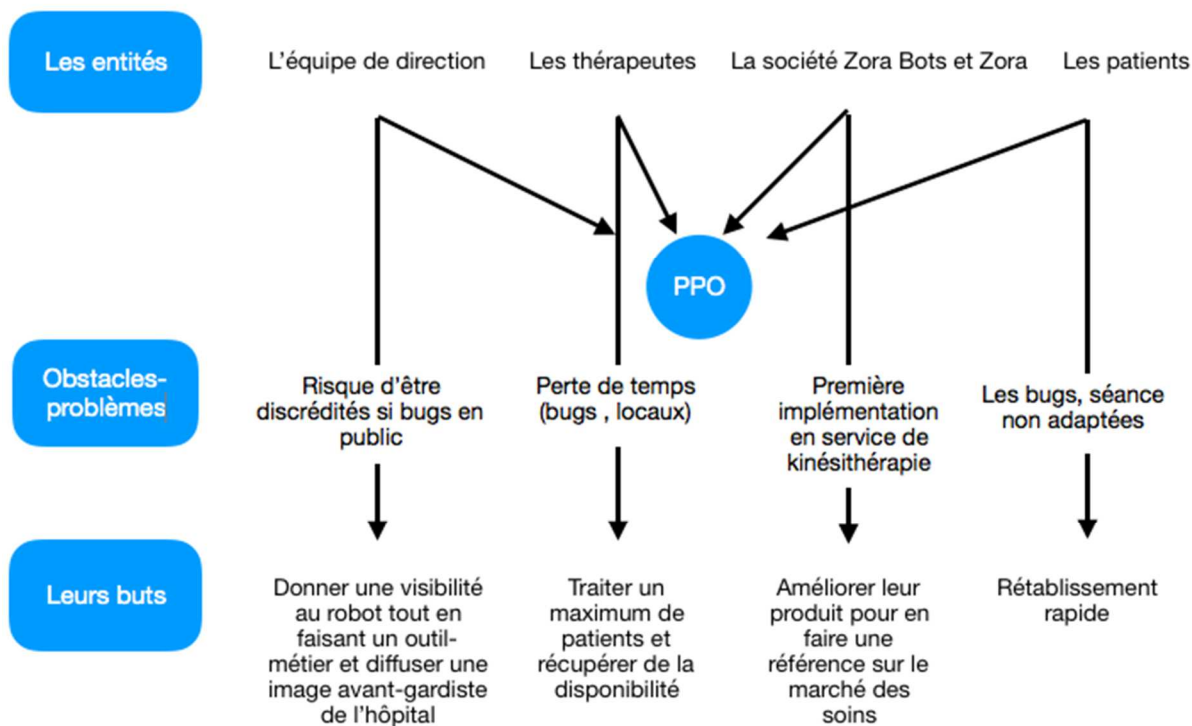 Les entités
L'équipe de direction
Les thérapeutes
La société Zora Bots et Zora
Les patients
PPO
Obstacles-
problèmes
Risque d'être
discrédités si bugs en
public
Perte de temps
(bugs , locaux)
Première
implémentation
en service de
kinésithérapie
Les bugs, séance
non adaptées
Leurs buts
Donner une visibilité
au robot tout en
faisant un outil-
métier et diffuser une
image avant-gardiste
de l'hôpital
Traiter un
maximum de
patients et
récupérer de la
disponibilité
Améliorer leur
produit pour en
faire une
référence sur le
marché des
soins
Rétablissement
rapide